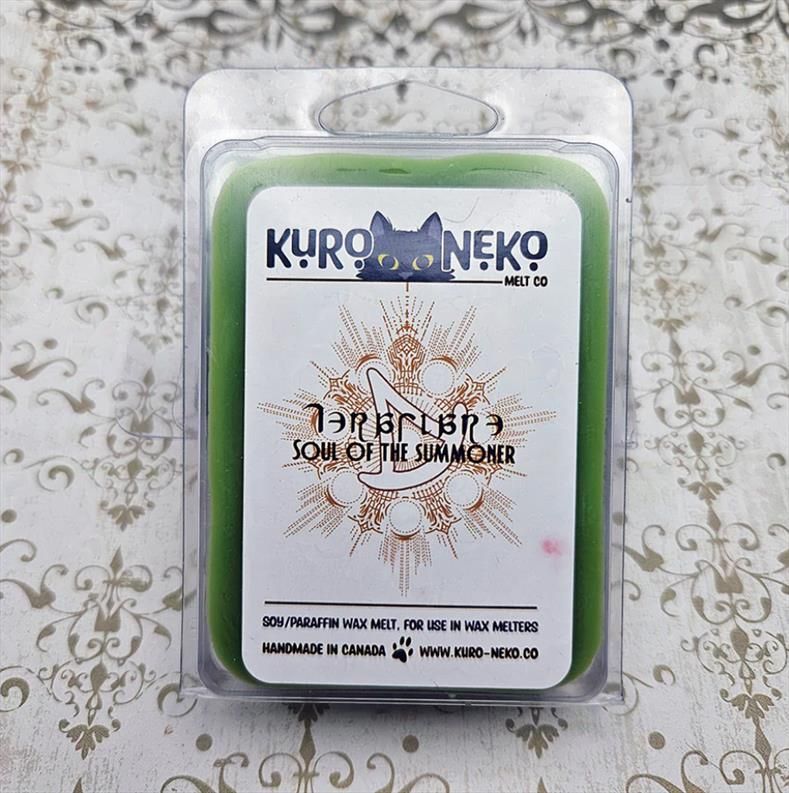 KURO NEKO
MELT CO
SOUL OF THE SUMMONER
SOY/PARAFFIN WAX MELT, FOR USE IN WAX MELTERS
HANDMADE IN CANADA WWW.KURO-NEKO.CO